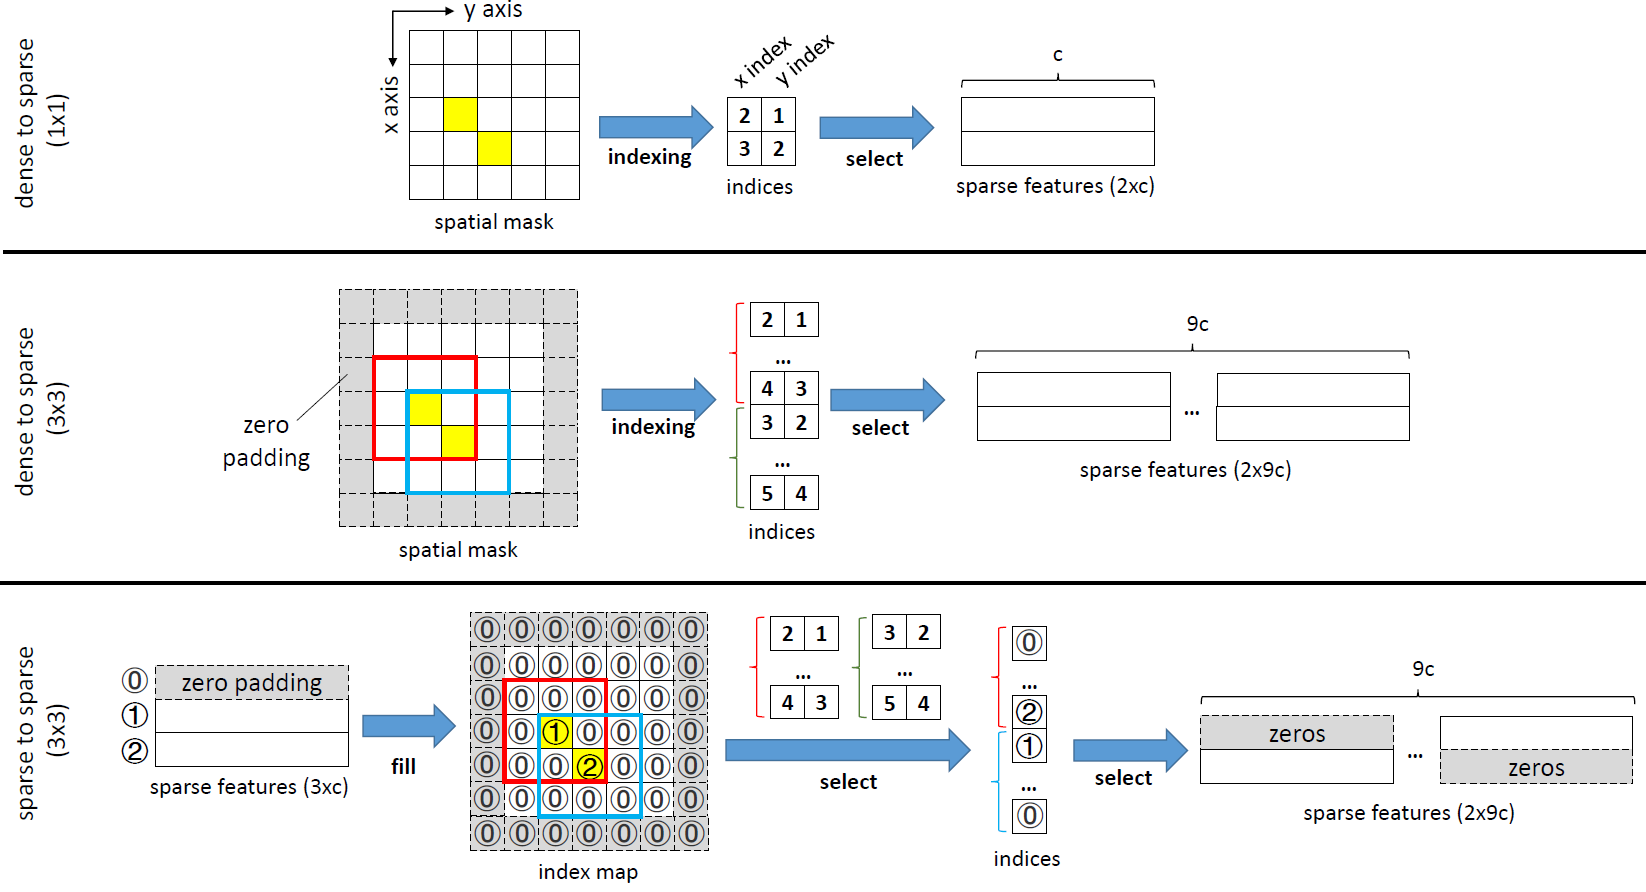 dense to sparse
(1x1)
y axis
x axis
spatial mask
indexing
x index
y index
2 1
3 2
indices
select
c
sparse features (2xc)
dense to sparse
(3x3)
zero
padding
spatial mask
indexing
2 1
...
4 3
3 2
...
5 4
indices
select
9c
...
sparse features (2x9c)
sparse to sparse
(3x3)
⓪ zero padding
①
②
sparse features (3xc)
fill
⓪ ⓪ ⓪ ⓪ ⓪ ⓪ ⓪
⓪ ⓪ ⓪ ⓪ ⓪ ⓪ ⓪
⓪ ⓪ ⓪ ⓪ ⓪ ⓪ ⓪
⓪ ⓪ ① ⓪ ⓪ ⓪ ⓪
⓪ ⓪ ⓪ ② ⓪ ⓪ ⓪
⓪ ⓪ ⓪ ⓪ ⓪ ⓪ ⓪
⓪ ⓪ ⓪ ⓪ ⓪ ⓪ ⓪
index map
2 1
...
4 3
3 2
...
5 4
select
⓪
...
②
①
...
⓪
indices
select
9c
zeros
...
zeros
sparse features (2x9c)